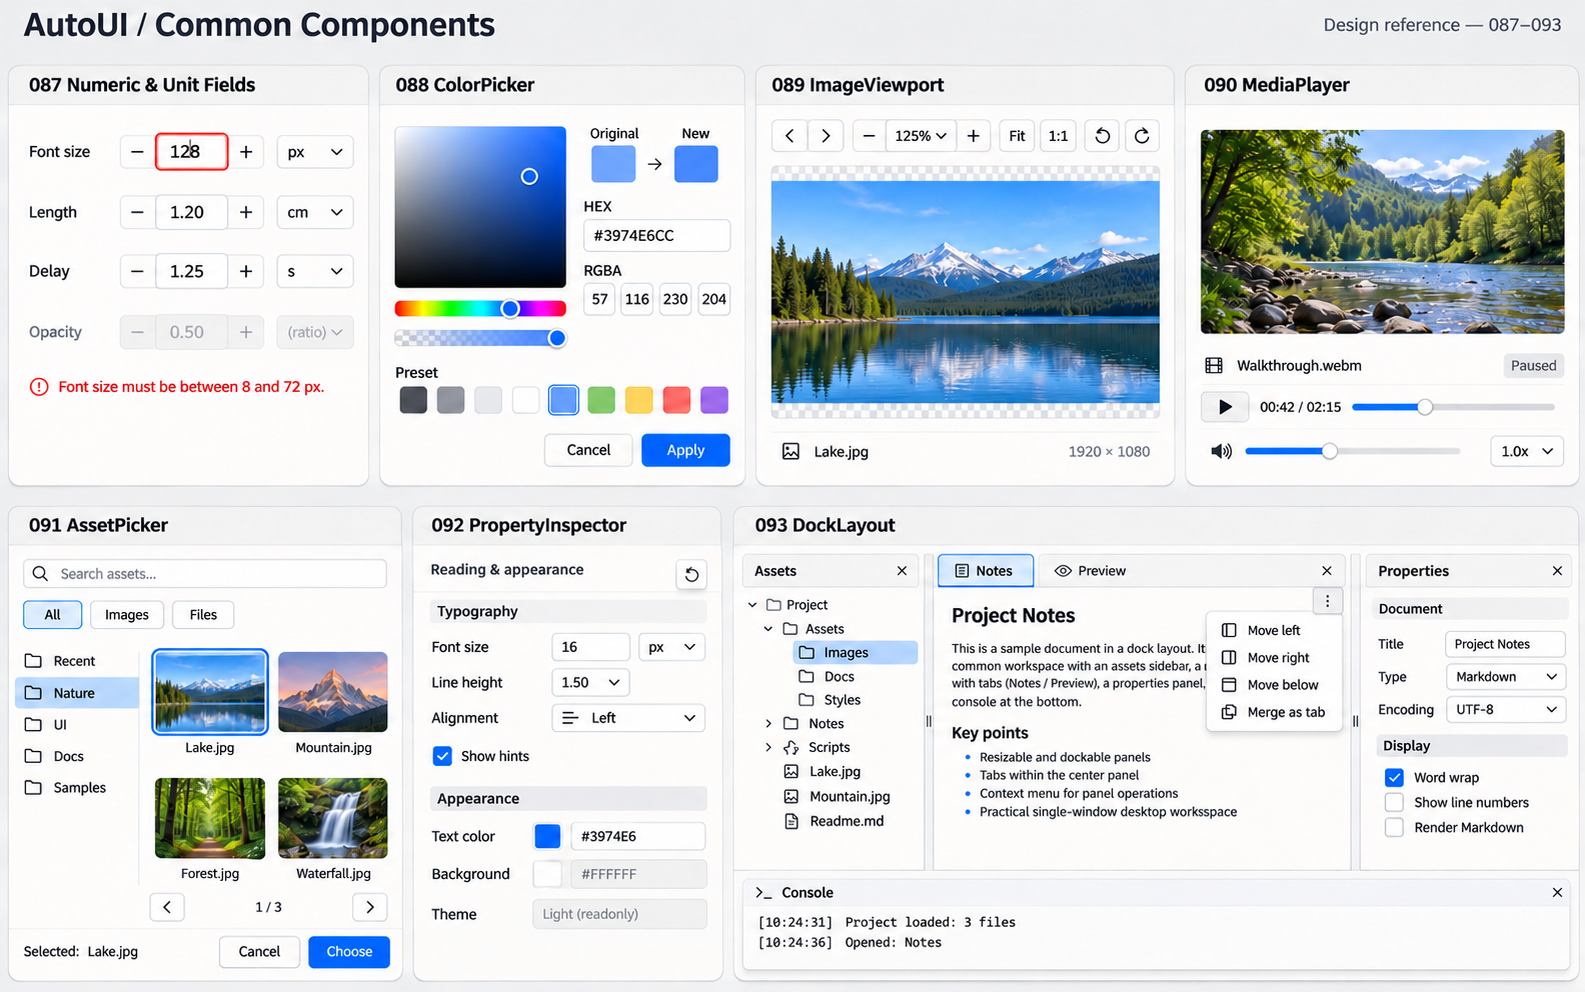 AutoUI / Common Components
Design reference — 087–093
087 Numeric & Unit Fields
Font size
128
px
Length
1.20
cm
Delay
1.25
s
Opacity
0.50
(ratio)
Font size must be between 8 and 72 px.
088 ColorPicker
Original
New
HEX
#3974E6CC
RGBA
57 116 230 204
Preset
Cancel
Apply
089 ImageViewport
125%
Fit
1:1
Lake.jpg
1920 × 1080
090 MediaPlayer
Walkthrough.webm
Paused
00:42 / 02:15
1.0x
091 AssetPicker
Search assets...
All
Images
Files
Recent
Nature
UI
Docs
Samples
Lake.jpg
Mountain.jpg
Forest.jpg
Waterfall.jpg
1 / 3
Selected: Lake.jpg
Cancel
Choose
092 PropertyInspector
Reading & appearance
Typography
Font size
16
px
Line height
1.50
Alignment
Left
Show hints
Appearance
Text color
#3974E6
Background
#FFFFFF
Theme
Light (readonly)
093 DockLayout
Assets
Project
Assets
Images
Docs
Styles
Notes
Scripts
Lake.jpg
Mountain.jpg
Readme.md
Notes
Preview
Project Notes
This is a sample document in a dock layout. It
common workspace with an assets sidebar, a
with tabs (Notes / Preview), a properties panel,
console at the bottom.
Key points
Resizable and dockable panels
Tabs within the center panel
Context menu for panel operations
Practical single-window desktop worksspace
Move left
Move right
Move below
Merge as tab
Properties
Document
Title
Project Notes
Type
Markdown
Encoding
UTF-8
Display
Word wrap
Show line numbers
Render Markdown
>_ Console
[10:24:31] Project loaded: 3 files
[10:24:36] Opened: Notes